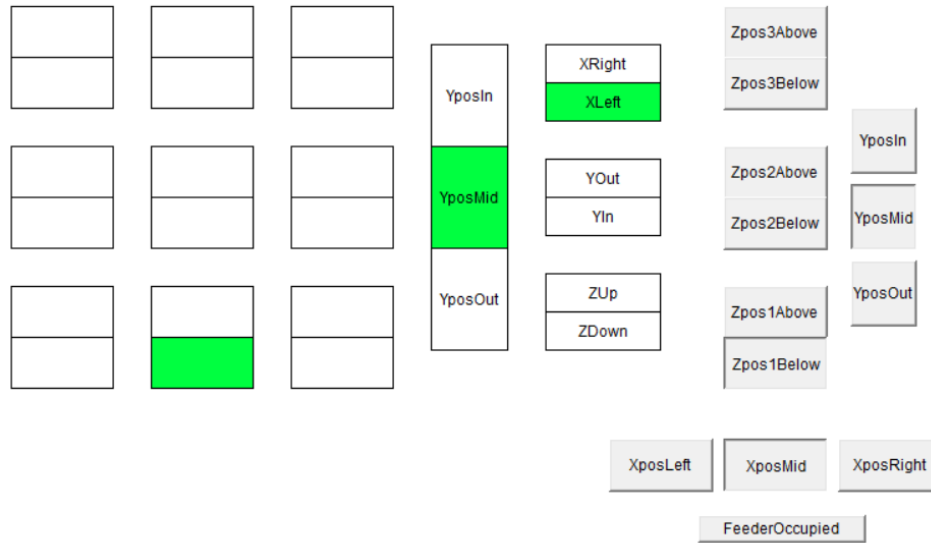 Zpos3Above
XRight
Zpos3Below
YposIn
XLeft
YposIn
Zpos2Above
YOut
YposMid
YposMid
YIn
Zpos2Below
YposOut
ZUp
YposOut
Zpos1Above
ZDown
Zpos1Below
XposLeft
XposMid
XposRight
FeederOccupied